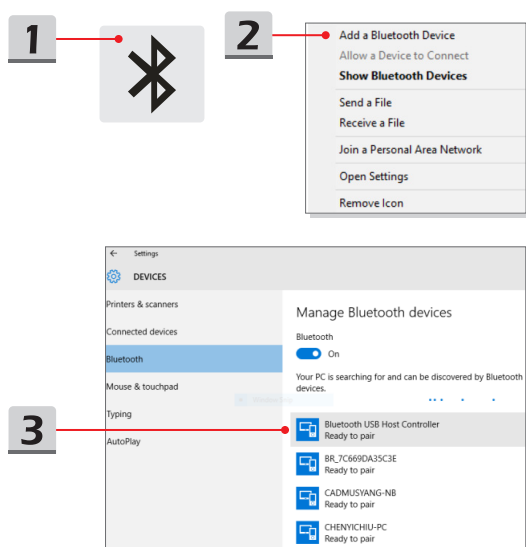 1
2
Add a Bluetooth Device
Allow a Device to Connect
Show Bluetooth Devices
Send a File
Receive a File
Join a Personal Area Network
Open Settings
Remove Icon
Settings
DEVICES
Printers & scanners
Connected devices
Bluetooth
Mouse & touchpad
Typing
AutoPlay
Manage Bluetooth devices
Bluetooth
On
Your PC is searching for and can be discovered by Bluetooth
devices.
3
Bluetooth USB Host Controller
Ready to pair
BR_7C669DA35C3E
Ready to pair
CADMUSYANG-NB
Ready to pair
CHENYICHIU-PC
Ready to pair